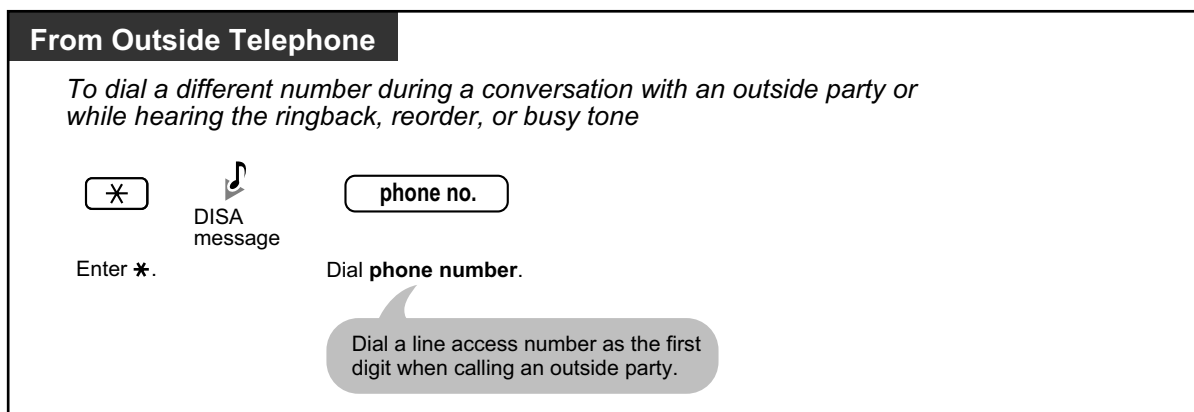 From Outside Telephone
To dial a different number during a conversation with an outside party or
while hearing the ringback, reorder, or busy tone
* phone no.
DISA
message
Enter *. Dial phone number.
Dial a line access number as the first
digit when calling an outside party.